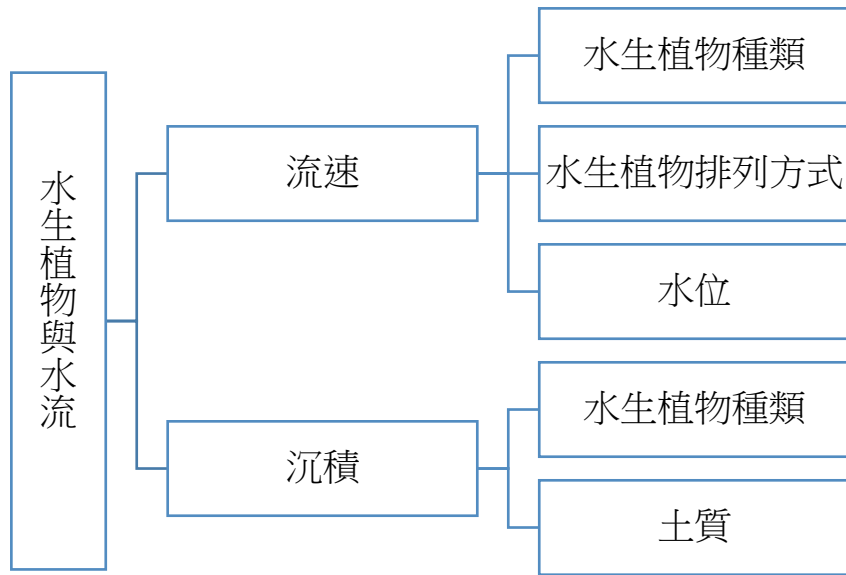 水生植物與水流
流速
水生植物種類
水生植物排列方式
水位
沉積
水生植物種類
土質